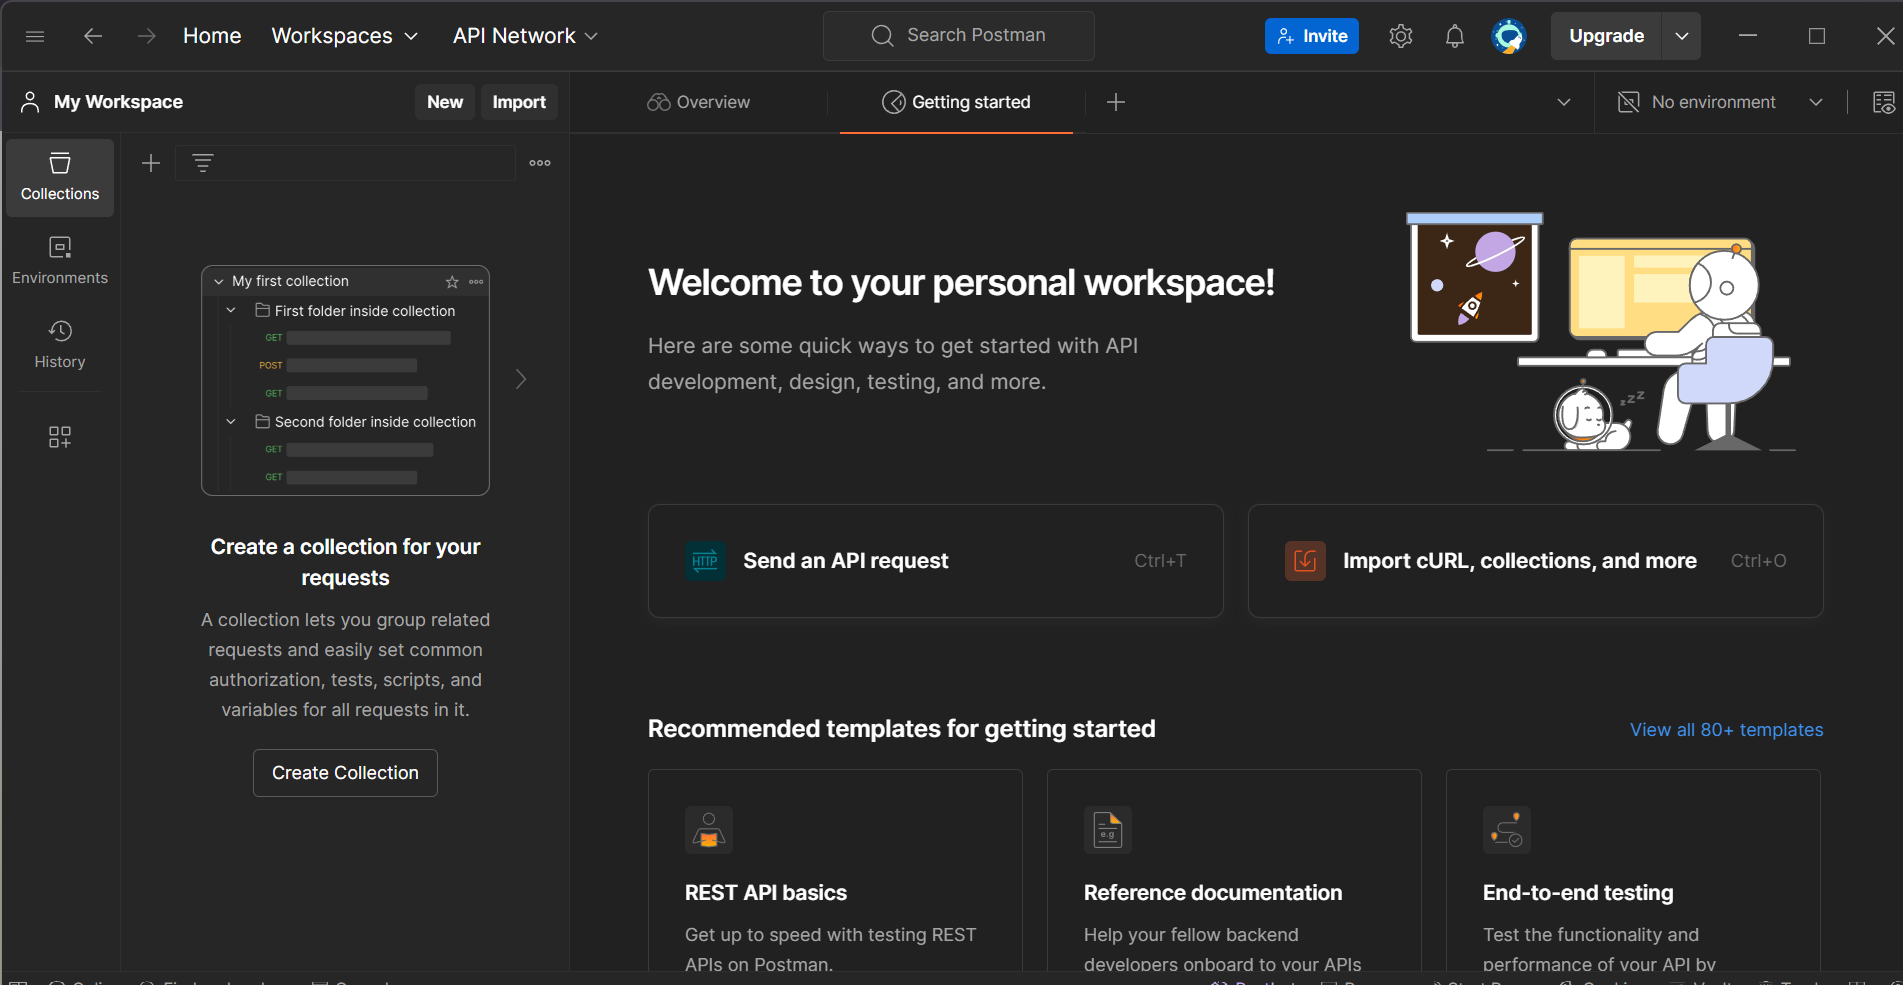 Home Workspaces API Network Search Postman Invite Upgrade
My Workspace New Import Overview Getting started No environment
Collections
Environments
History
My first collection
First folder inside collection
GET
POST
GET
Second folder inside collection
GET
GET
Create a collection for your
requests
A collection lets you group related
requests and easily set common
authorization, tests, scripts, and
variables for all requests in it.
Create Collection
Welcome to your personal workspace!
Here are some quick ways to get started with API
development, design, testing, and more.
zzZ
HTTP Send an API request Ctrl+T
Import cURL, collections, and more Ctrl+O
Recommended templates for getting started View all 80+ templates
REST API basics
Get up to speed with testing REST
APIs on Postman.
e.g
Reference documentation
Help your fellow backend
developers onboard to your APIs
End-to-end testing
Test the functionality and
performance of your API by